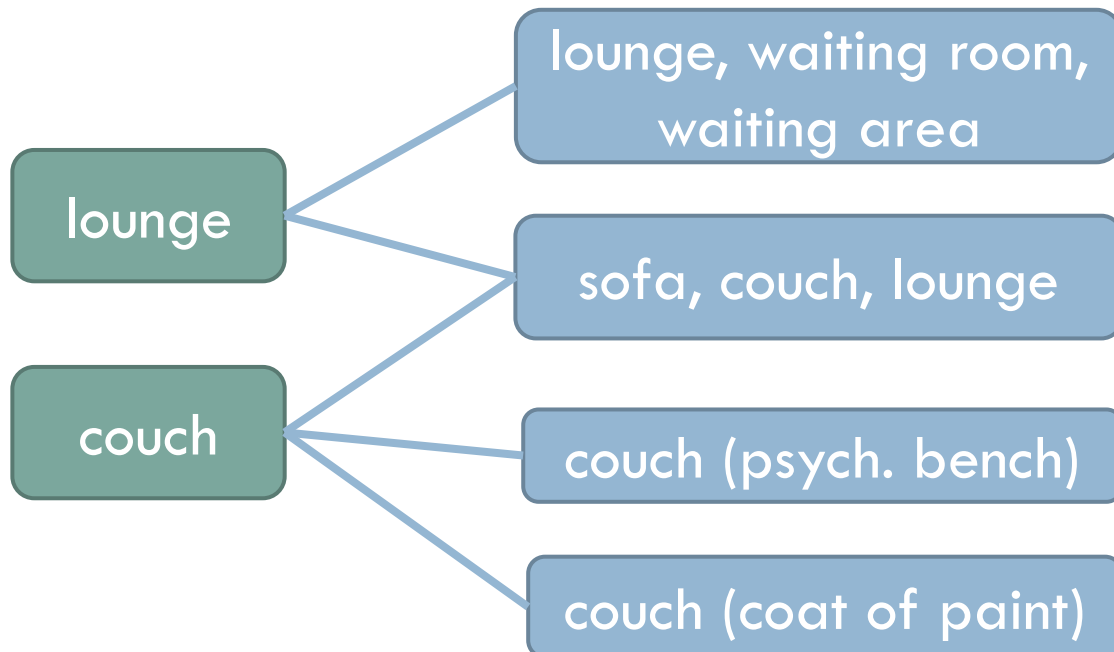 lounge, waiting room,
waiting area
lounge
sofa, couch, lounge
couch
couch (psych. bench)
couch (coat of paint)